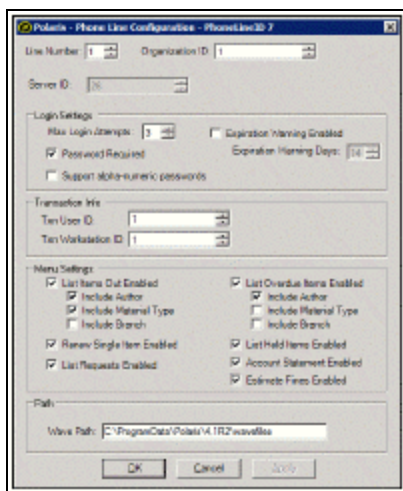 Polaris - Phone Line Configuration - PhoneLineID 7
Line Number: 1 Organization ID: 1
Server ID: 26
Login Settings
Max Login Attempts: 3
Expiration Warning Enabled
Password Required
Expiration Warning Days:
Support alpha-numeric passwords
Transaction Info
Txn User ID: 1
Txn Workstation ID: 1
Menu Settings
List Items Out Enabled
Include Author
Include Material Type
Include Branch
Renew Single Item Enabled
List Requests Enabled
List Overdue Items Enabled
Include Author
Include Material Type
Include Branch
List Held Items Enabled
Account Statement Enabled
Estimate Fines Enabled
Path
Wave Path: C:\ProgramData\Polaris\4.1R2\wavefiles
OK Cancel Apply